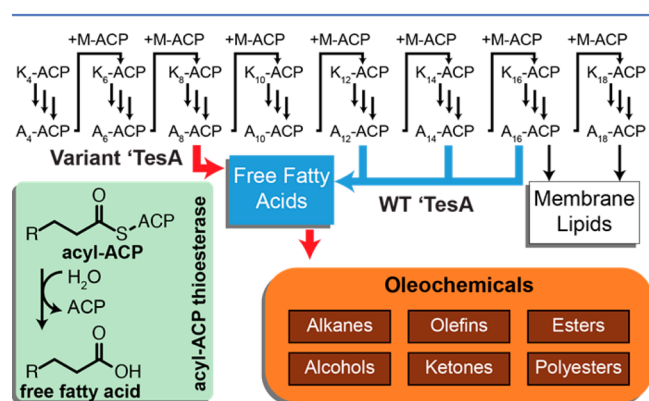 +M-ACP +M-ACP +M-ACP +M-ACP +M-ACP +M-ACP +M-ACP
K₄-ACP K₆-ACP K₈-ACP K₁₀-ACP K₁₂-ACP K₁₄-ACP K₁₆-ACP K₁₈-ACP
A₄-ACP A₆-ACP A₈-ACP A₁₀-ACP A₁₂-ACP A₁₄-ACP A₁₆-ACP A₁₈-ACP
Variant ‘TesA
Free Fatty
Acids
WT ‘TesA
Membrane
Lipids
O
R
S
ACP
acyl-ACP
H₂O
ACP
O
R
OH
free fatty acid
acyl-ACP thioesterase
Oleochemicals
Alkanes Olefins Esters
Alcohols Ketones Polyesters